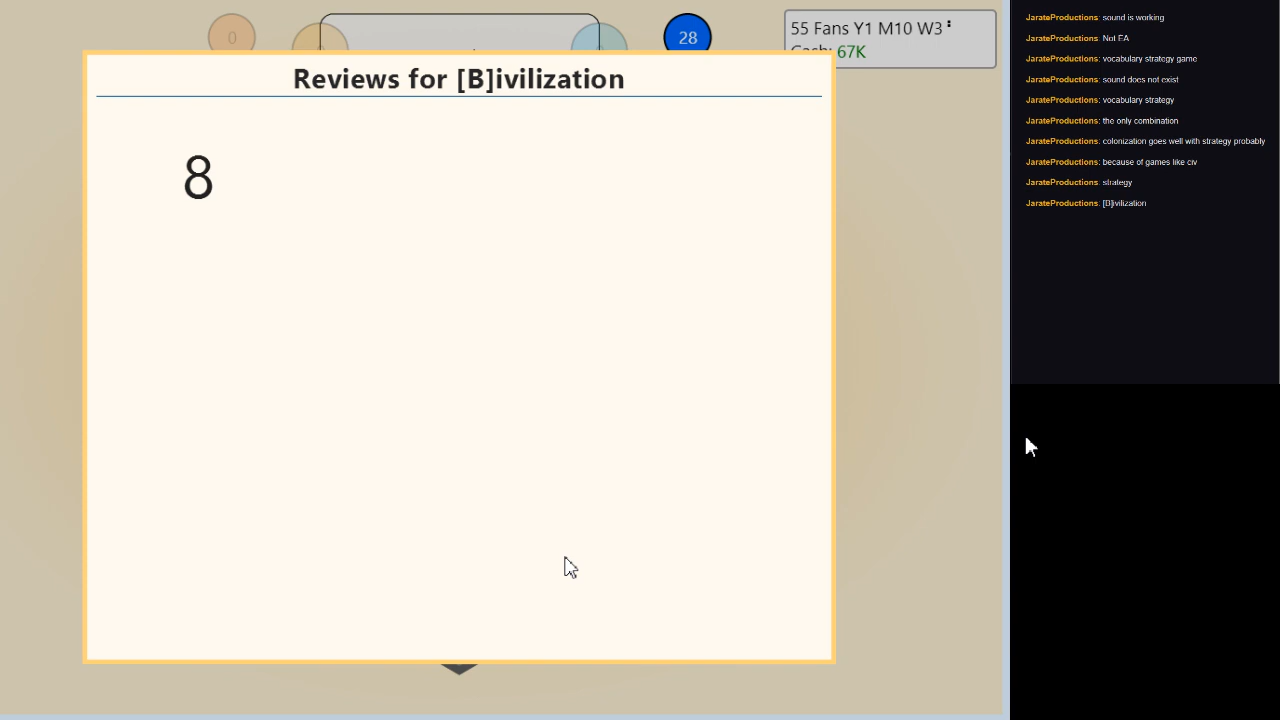 0
28
55 Fans Y1 M10 W3
Cash: 67K
Reviews for [B]ivilization
8
JarateProductions: sound is working
JarateProductions: Not EA
JarateProductions: vocabulary strategy game
JarateProductions: sound does not exist
JarateProductions: vocabulary strategy
JarateProductions: the only combination
JarateProductions: colonization goes well with strategy probably
JarateProductions: because of games like civ
JarateProductions: strategy
JarateProductions: [B]ivilization